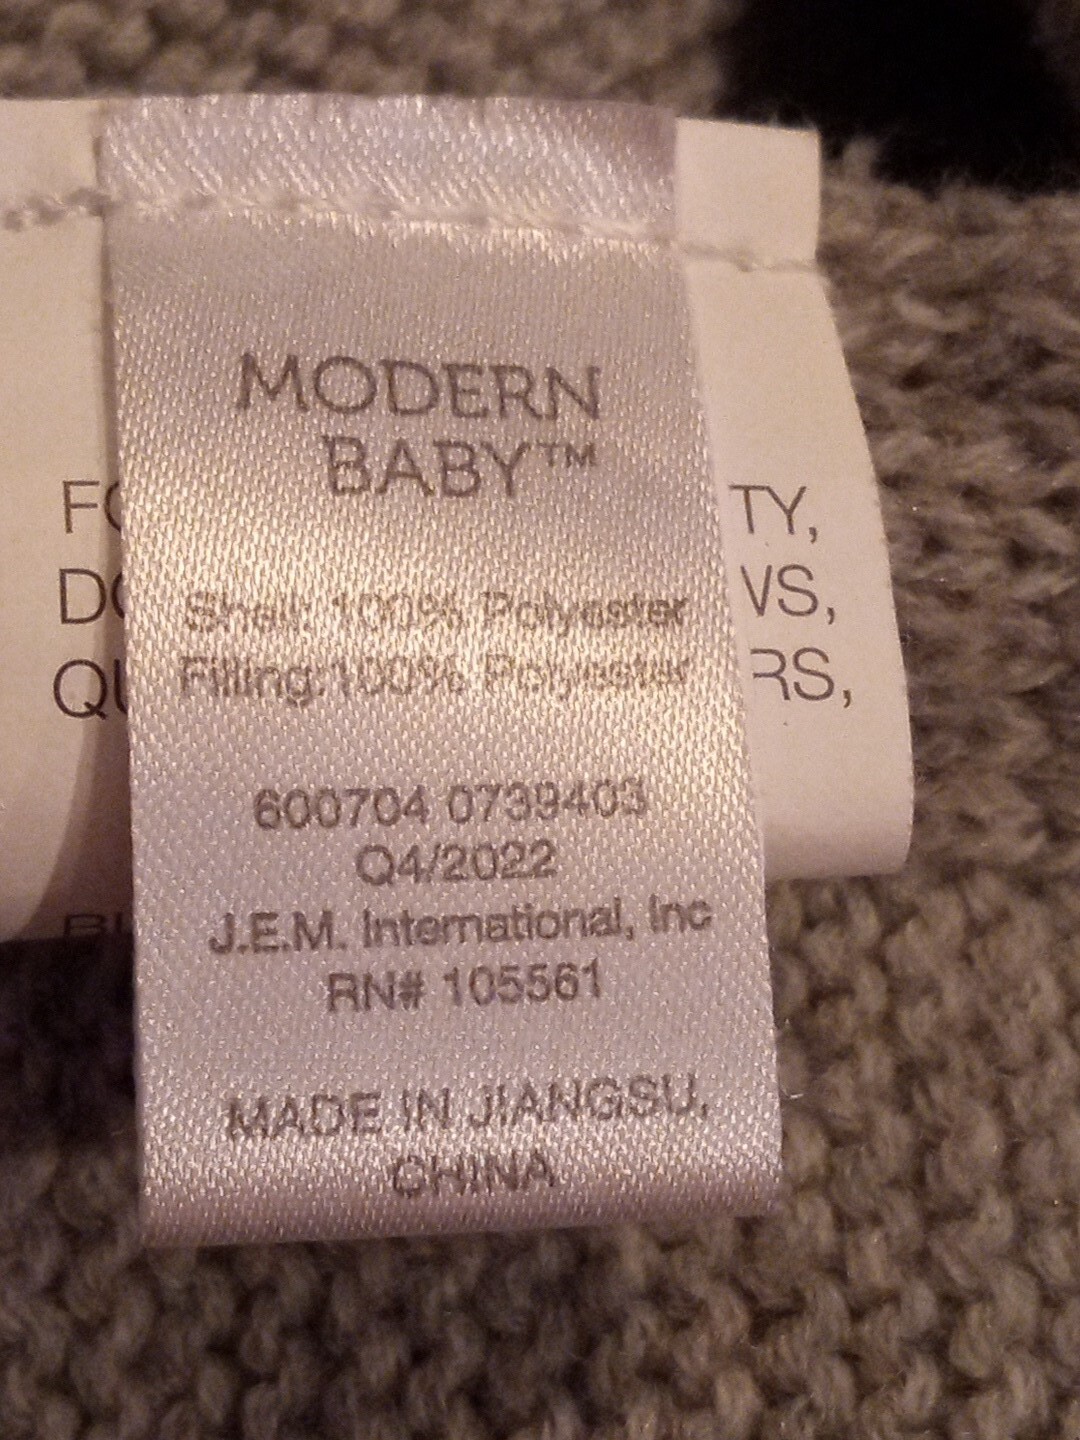 MODERN
BABY™
TY,
VS,
RS,
Shell: 100% Polyester
Filling:100% Polyester
600704 0739403
Q4/2022
J.E.M. International, Inc
RN# 105561
MADE IN JIANGSU,
CHINA